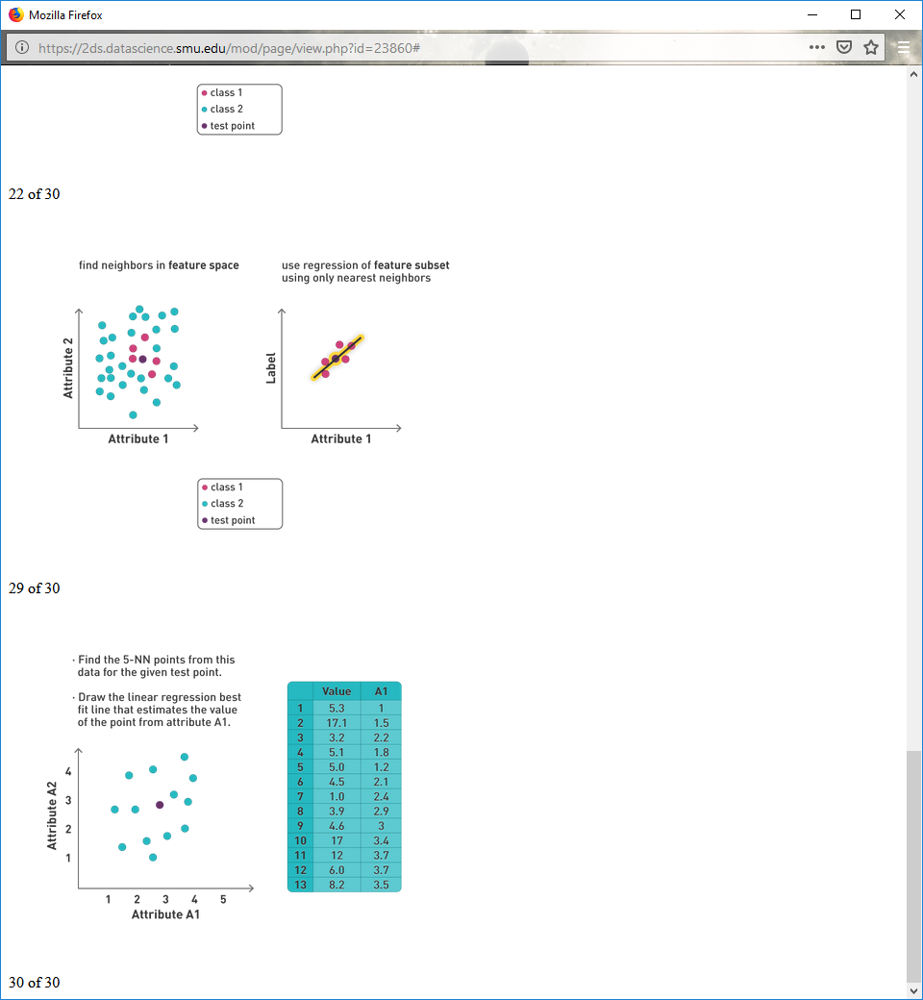 Mozilla Firefox
https://2ds.datascience.smu.edu/mod/page/view.php?id=23860#
class 1
class 2
test point
22 of 30
find neighbors in feature space
Attribute 2
Attribute 1
use regression of feature subset
using only nearest neighbors
Label
Attribute 1
class 1
class 2
test point
29 of 30
· Find the 5-NN points from this
data for the given test point.
· Draw the linear regression best
fit line that estimates the value
of the point from attribute A1.
4
3
2
1
Attribute A2
1 2 3 4 5
Attribute A1
Value A1
1 5.3 1
2 17.1 1.5
3 3.2 2.2
4 5.1 1.8
5 5.0 1.2
6 4.5 2.1
7 1.0 2.4
8 3.9 2.9
9 4.6 3
10 17 3.4
11 12 3.7
12 6.0 3.7
13 8.2 3.5
30 of 30